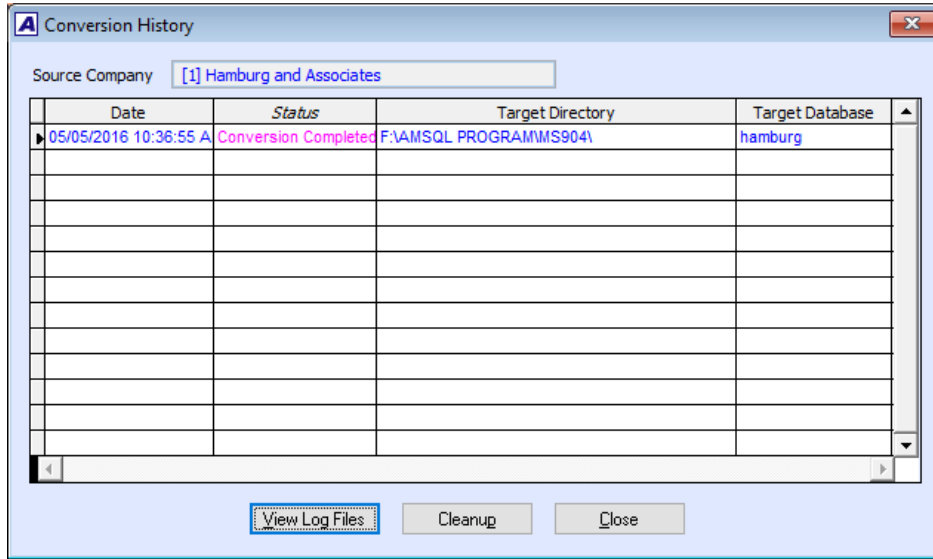 A Conversion History
Source Company [1] Hamburg and Associates
Date Status Target Directory Target Database
05/05/2016 10:36:55 A Conversion Completed F:\AMSQL PROGRAM\MS904\ hamburg
View Log Files Cleanup Close